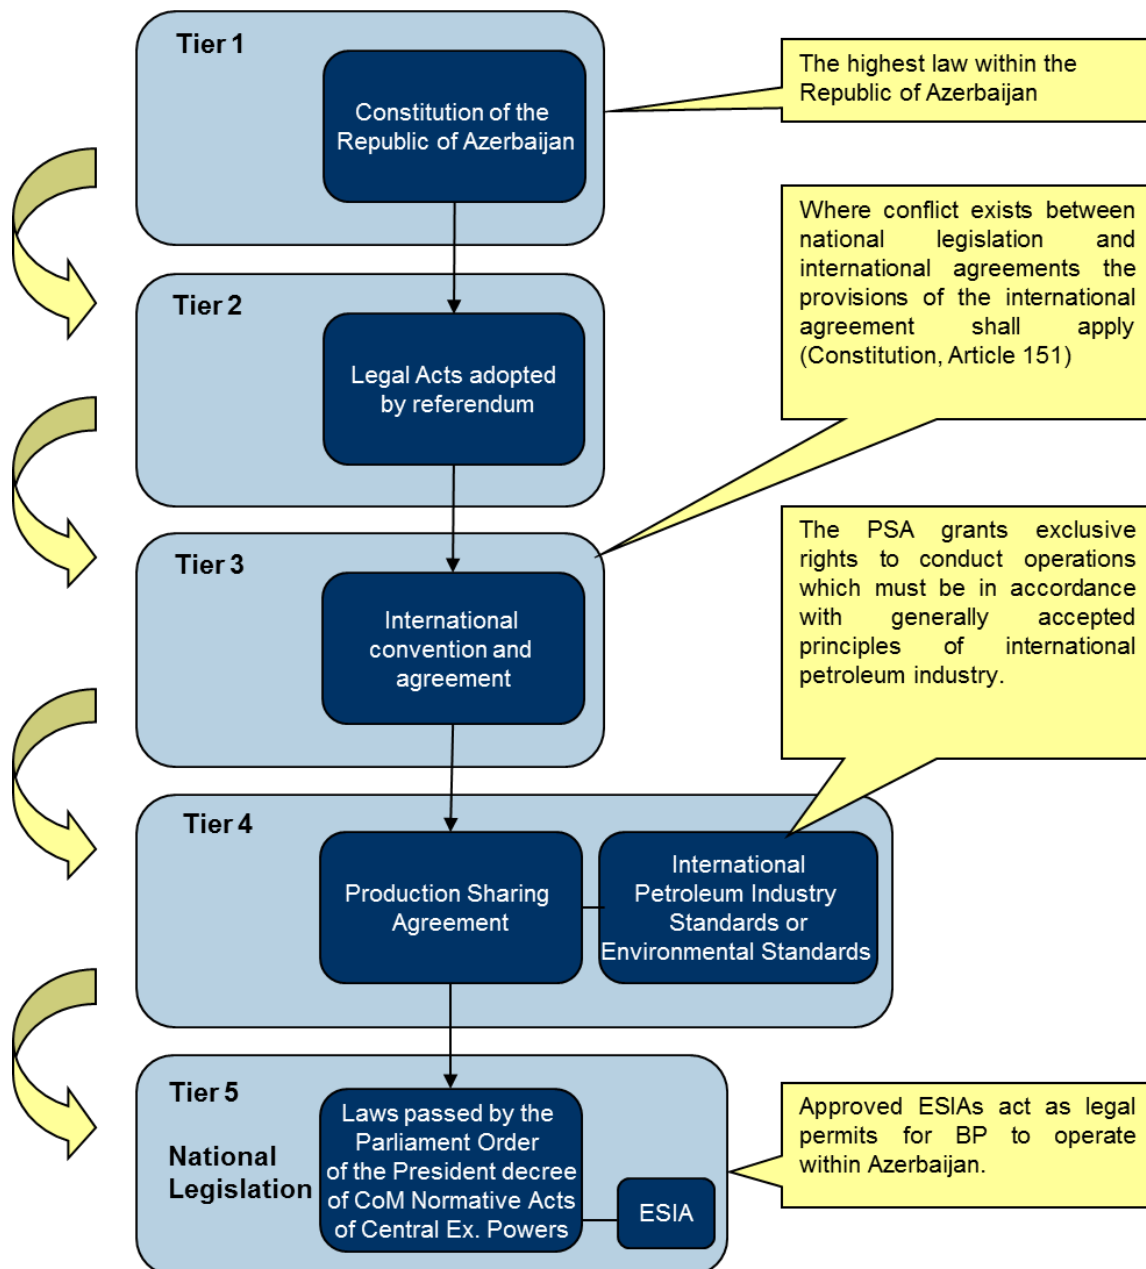 Tier 1
Constitution of the
Republic of Azerbaijan
The highest law within the
Republic of Azerbaijan
Tier 2
Legal Acts adopted
by referendum
Where conflict exists between
national legislation and
international agreements the
provisions of the international
agreement shall apply
(Constitution, Article 151)
Tier 3
International
convention and
agreement
The PSA grants exclusive
rights to conduct operations
which must be in accordance
with generally accepted
principles of international
petroleum industry.
Tier 4
Production Sharing
Agreement
International
Petroleum Industry
Standards or
Environmental Standards
Tier 5
National
Legislation
Laws passed by the
Parliament Order
of the President decree
of CoM Normative Acts
of Central Ex. Powers
ESIA
Approved ESIAs act as legal
permits for BP to operate
within Azerbaijan.